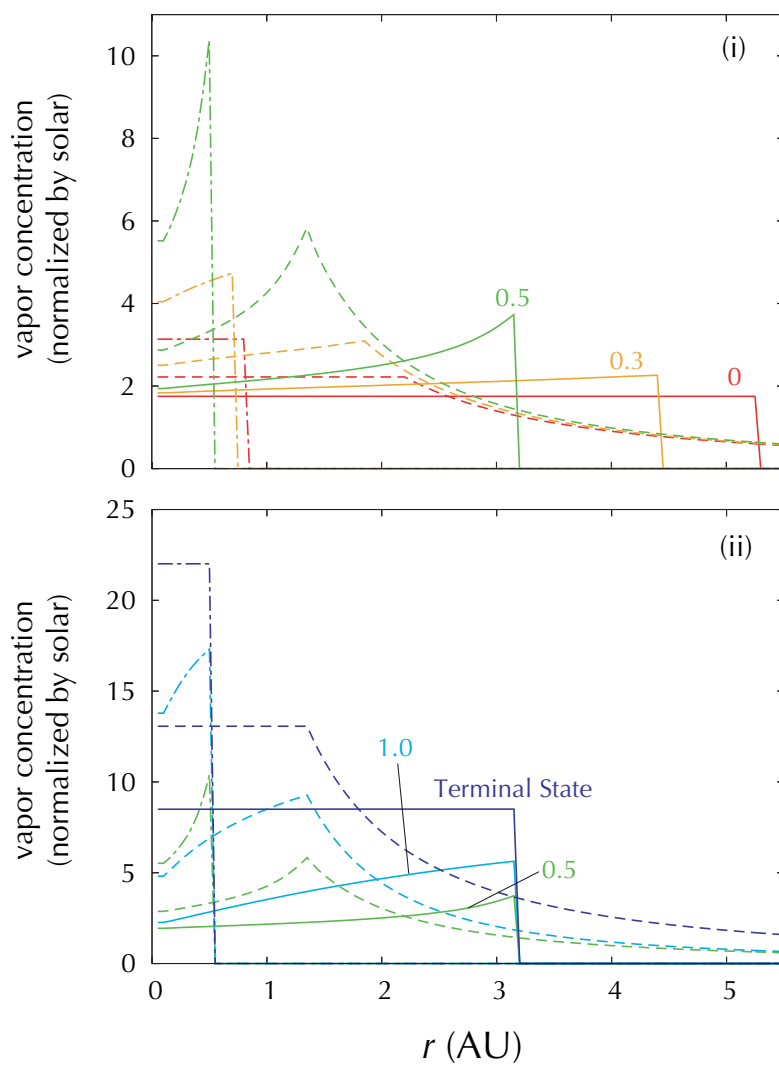 (i)
vapor concentration
(normalized by solar)
10
8
6
4
2
0
0.5
0.3
0
(ii)
vapor concentration
(normalized by solar)
25
20
15
10
5
0
1.0
Terminal State
0.5
0 1 2 3 4 5
r (AU)